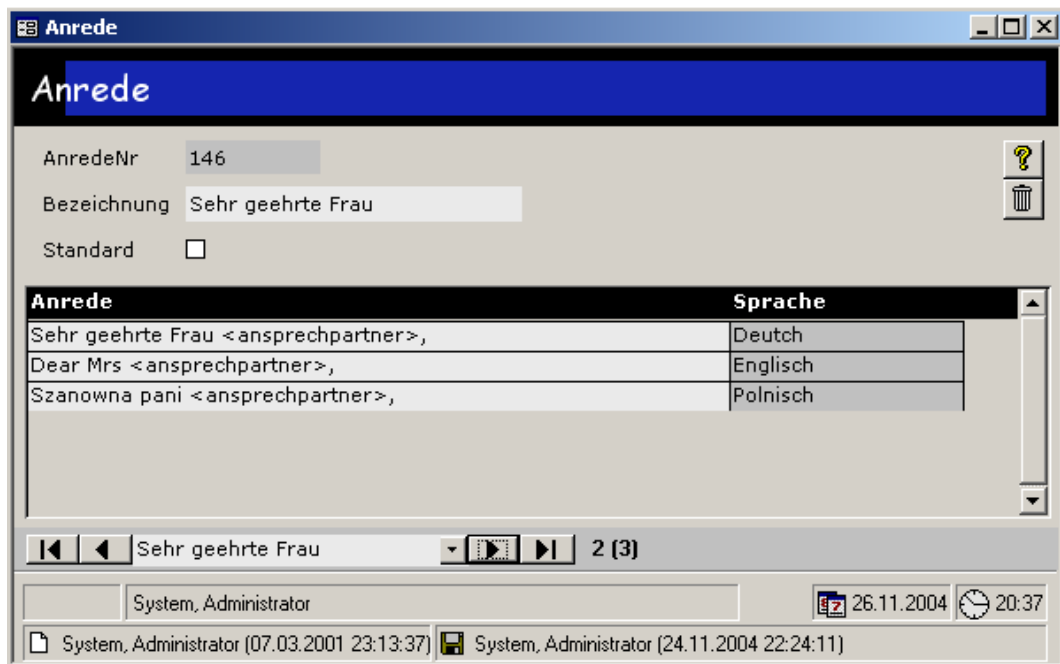 Anrede
Anrede
AnredeNr 146
Bezeichnung Sehr geehrte Frau
Standard
Anrede Sprache
Sehr geehrte Frau <ansprechpartner>, Deutch
Dear Mrs <ansprechpartner>, Englisch
Szanowna pani <ansprechpartner>, Polnisch
Sehr geehrte Frau 2 (3)
System, Administrator 26.11.2004 20:37
System, Administrator (07.03.2001 23:13:37) System, Administrator (24.11.2004 22:24:11)